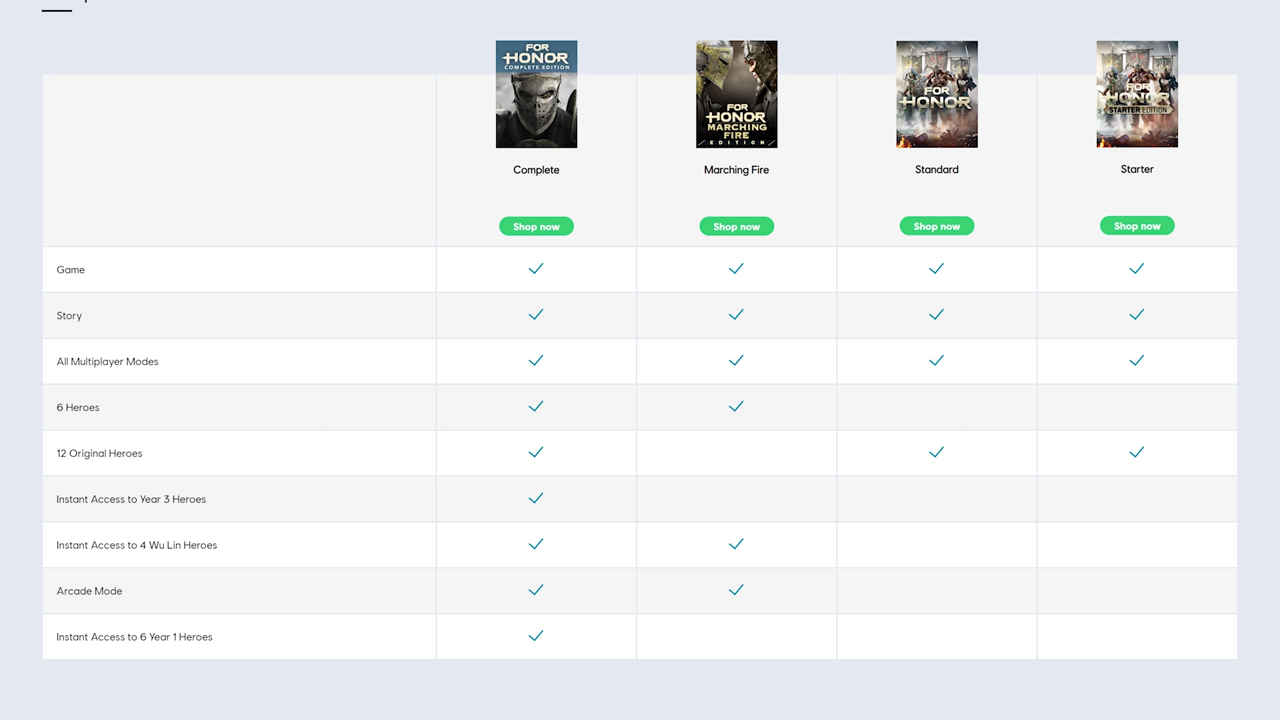 FOR
HONOR
COMPLETE EDITION
FOR
HONOR
MARCHING
FIRE
EDITION
FOR
HONOR
FOR
HONOR
STARTER EDITION
Complete
Marching Fire
Standard
Starter
Shop now
Shop now
Shop now
Shop now
Game
Story
All Multiplayer Modes
6 Heroes
12 Original Heroes
Instant Access to Year 3 Heroes
Instant Access to 4 Wu Lin Heroes
Arcade Mode
Instant Access to 6 Year 1 Heroes